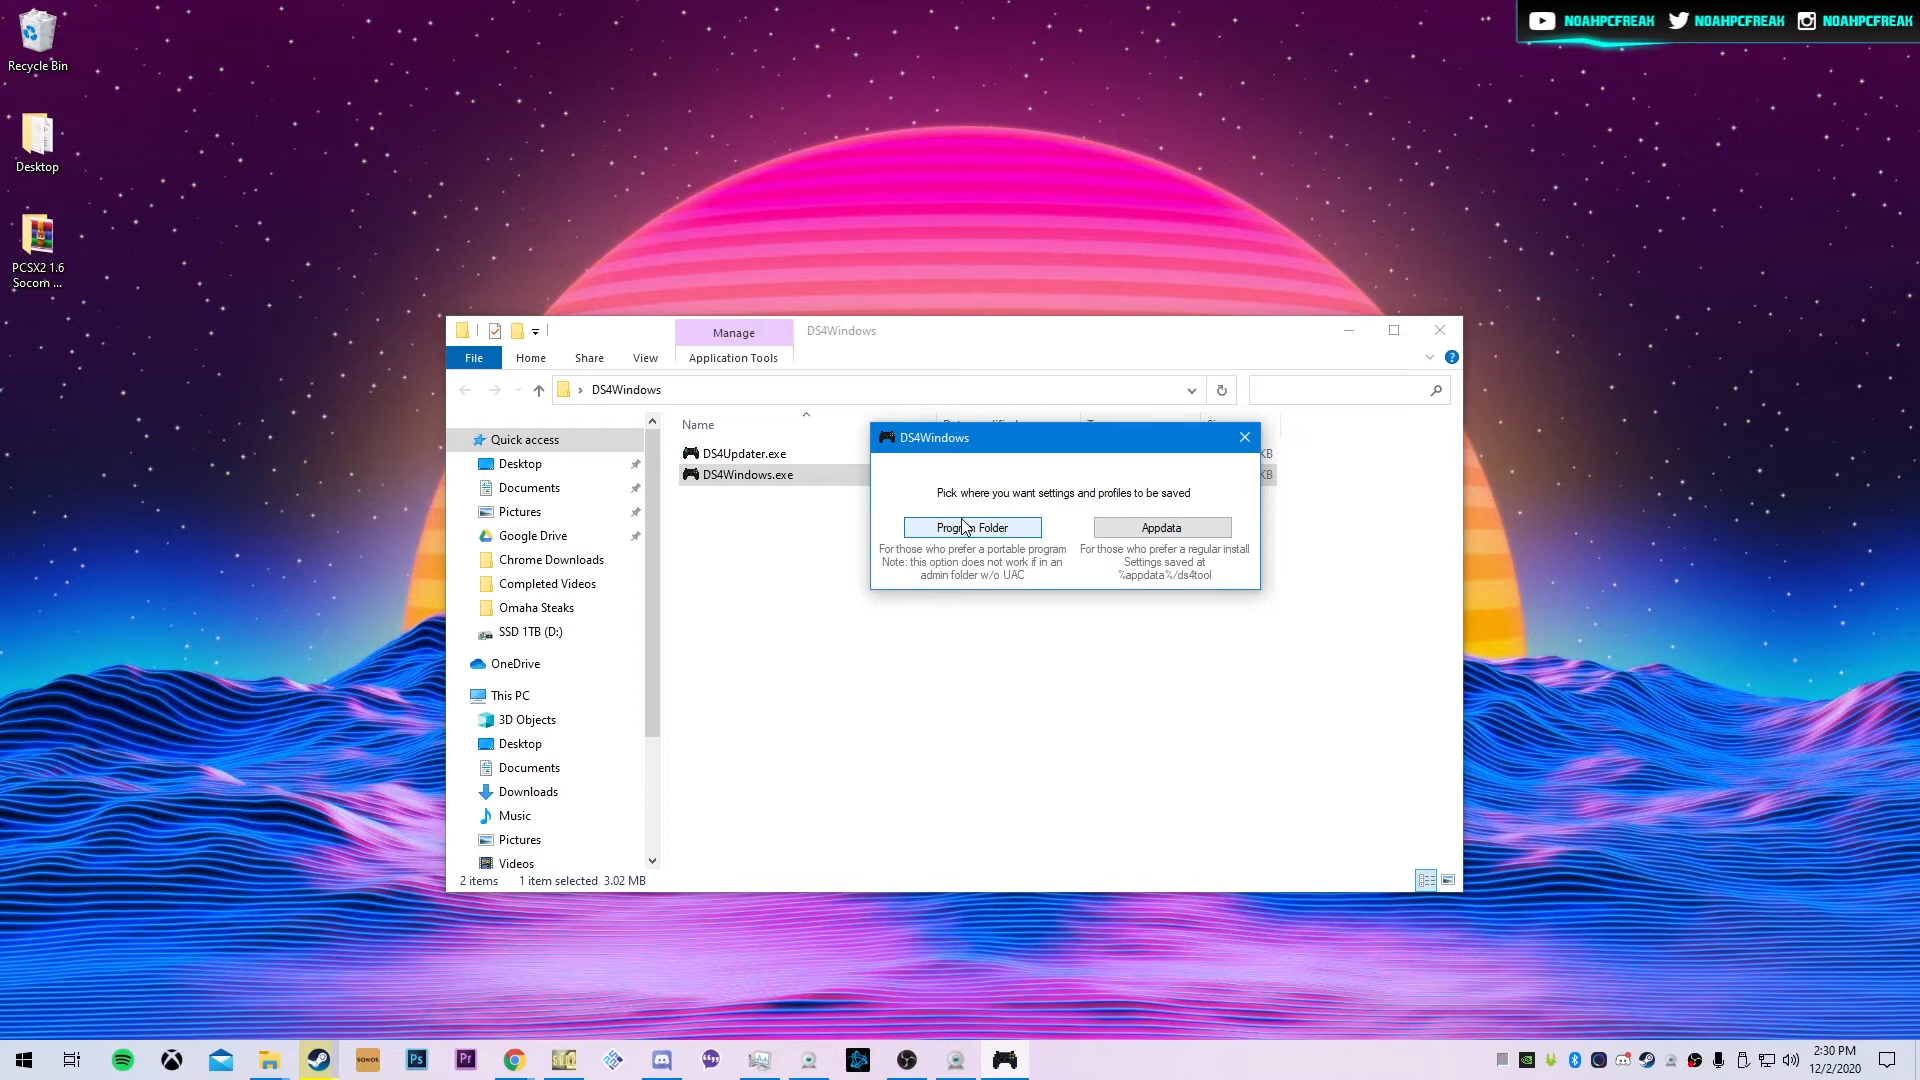 Recycle Bin
Desktop
PCSX2 1.6
Socom ...
NOAHPCFREAK NOAHPCFREAK NOAHPCFREAK
Manage DS4Windows
File Home Share View Application Tools
DS4Windows
Name
DS4Updater.exe
DS4Windows.exe
KB
KB
Quick access
Desktop
Documents
Pictures
Google Drive
Chrome Downloads
Completed Videos
Omaha Steaks
SSD 1TB (D:)
OneDrive
This PC
3D Objects
Desktop
Documents
Downloads
Music
Pictures
Videos
2 items 1 item selected 3.02 MB
DS4Windows
Pick where you want settings and profiles to be saved
Program Folder
For those who prefer a portable program
Note: this option does not work if in an
admin folder w/o UAC
Appdata
For those who prefer a regular install
Settings saved at
%appdata%/ds4tool
SONOS Ps Pr
2:30 PM
12/2/2020